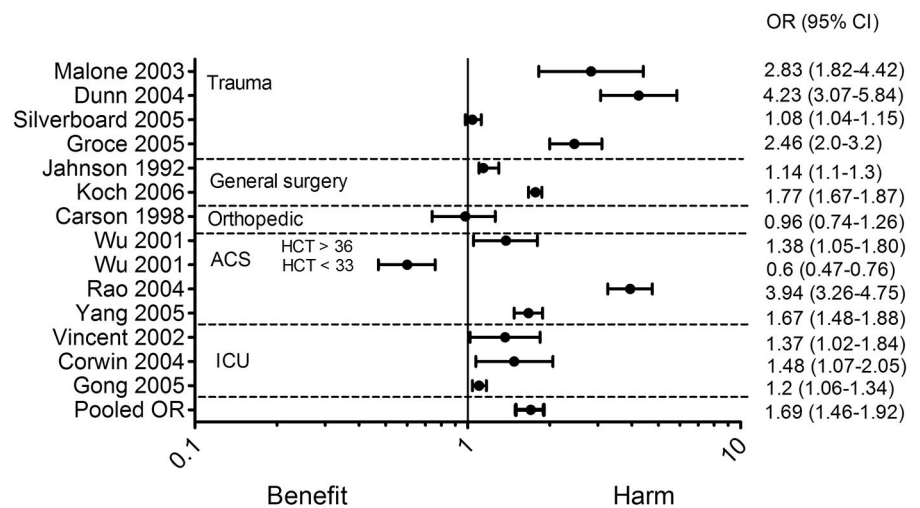 OR (95% CI)
Malone 2003 Trauma 2.83 (1.82-4.42)
Dunn 2004 4.23 (3.07-5.84)
Silverboard 2005 1.08 (1.04-1.15)
Groce 2005 2.46 (2.0-3.2)
Jahnson 1992 General surgery 1.14 (1.1-1.3)
Koch 2006 1.77 (1.67-1.87)
Carson 1998 Orthopedic 0.96 (0.74-1.26)
Wu 2001 ACS HCT > 36 1.38 (1.05-1.80)
Wu 2001 HCT < 33 0.6 (0.47-0.76)
Rao 2004 3.94 (3.26-4.75)
Yang 2005 1.67 (1.48-1.88)
Vincent 2002 ICU 1.37 (1.02-1.84)
Corwin 2004 1.48 (1.07-2.05)
Gong 2005 1.2 (1.06-1.34)
Pooled OR 1.69 (1.46-1.92)
0.1 1 10
Benefit Harm